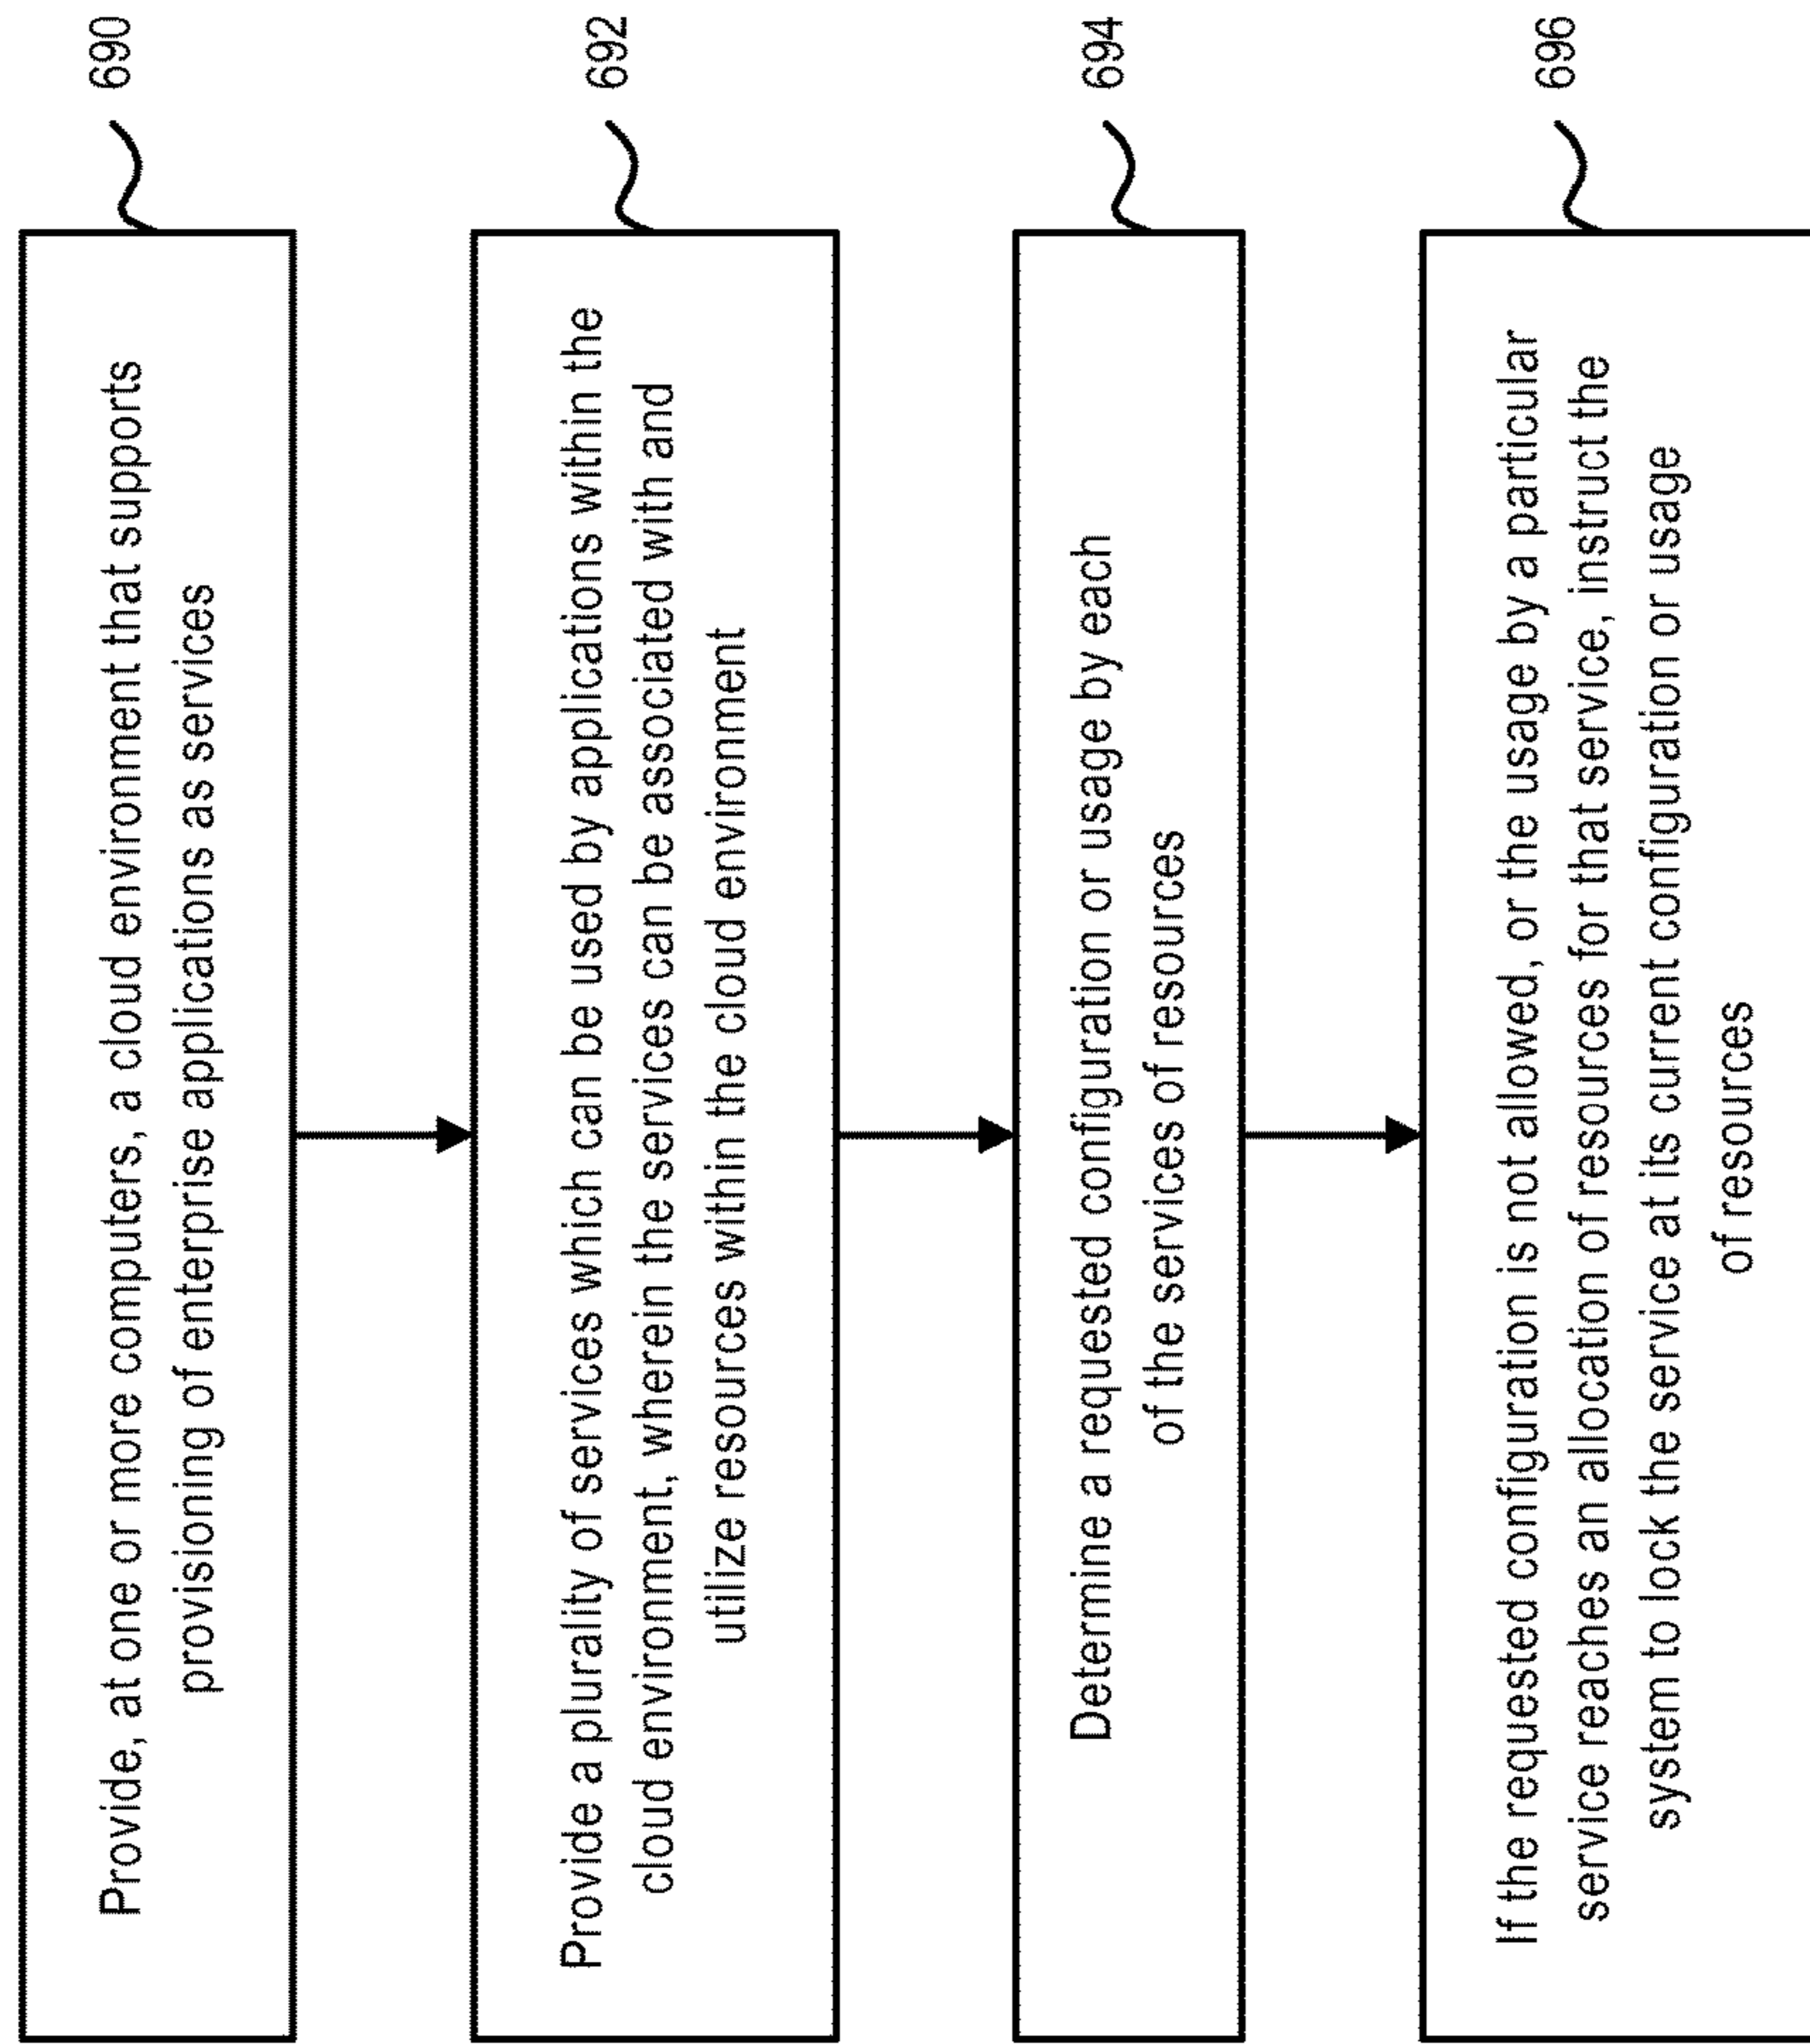 Provide, at one or more computers, a cloud environment that supports
provisioning of enterprise applications as services
690
Provide a plurality of services which can be used by applications within the
cloud environment, wherein the services can be associated with and
utilize resources within the cloud environment
692
Determine a requested configuration or usage by each
of the services of resources
694
If the requested configuration is not allowed, or the usage by a particular
service reaches an allocation of resources for that service, instruct the
system to lock the service at its current configuration or usage
of resources
696